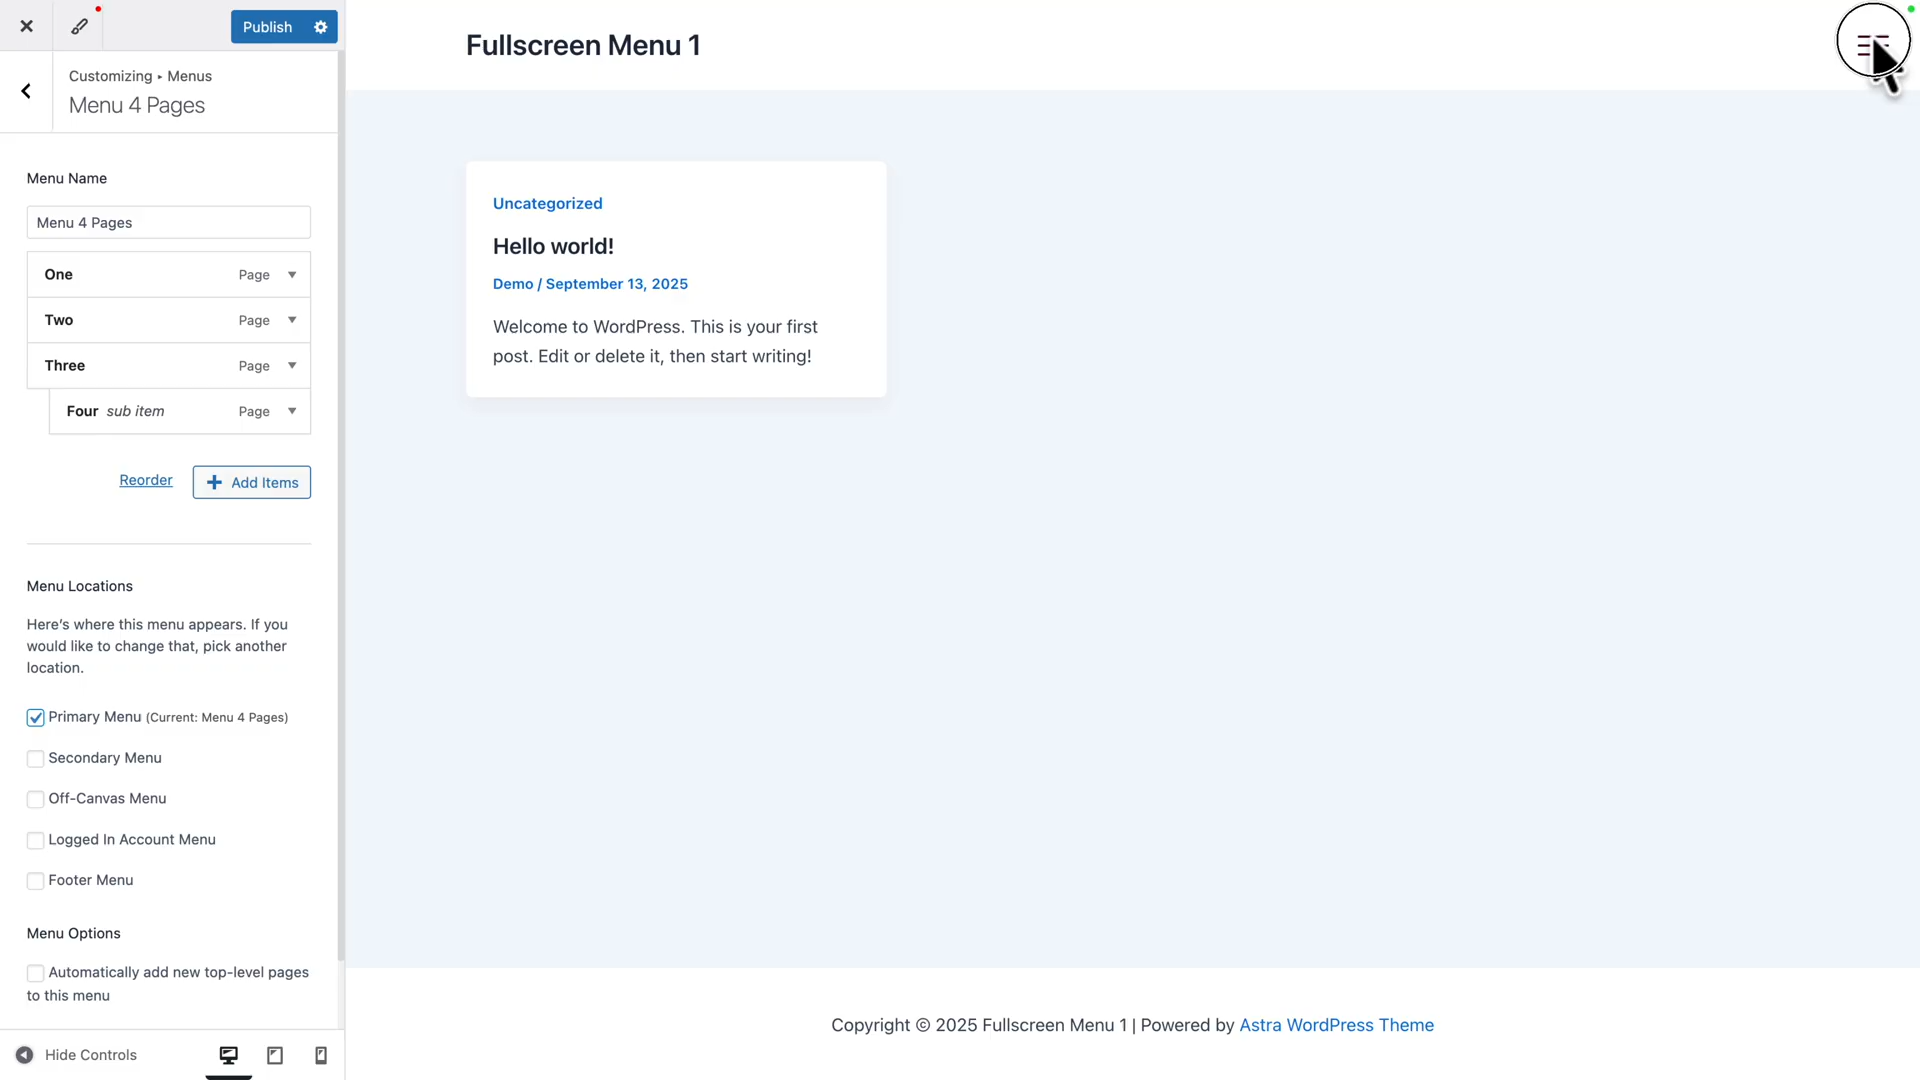 Publish
Customizing ▸ Menus
Menu 4 Pages
Menu Name
Menu 4 Pages
One Page
Two Page
Three Page
Four sub item Page
Reorder
Add Items
Menu Locations
Here's where this menu appears. If you
would like to change that, pick another
location.
Primary Menu (Current: Menu 4 Pages)
Secondary Menu
Off-Canvas Menu
Logged In Account Menu
Footer Menu
Menu Options
Automatically add new top-level pages
to this menu
Hide Controls
Fullscreen Menu 1
Uncategorized
Hello world!
Demo / September 13, 2025
Welcome to WordPress. This is your first
post. Edit or delete it, then start writing!
Copyright © 2025 Fullscreen Menu 1 | Powered by Astra WordPress Theme